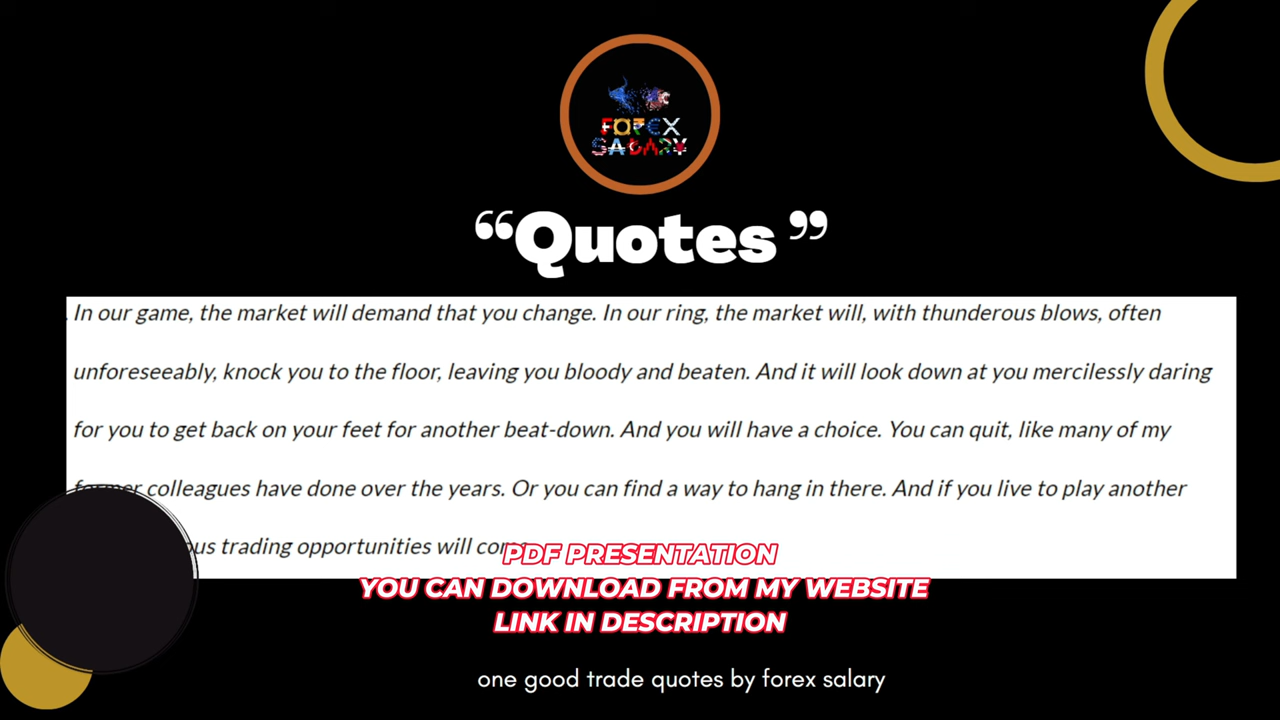 FOREX
SALARY
“Quotes”
. In our game, the market will demand that you change. In our ring, the market will, with thunderous blows, often
unforeseeably, knock you to the floor, leaving you bloody and beaten. And it will look down at you mercilessly daring
for you to get back on your feet for another beat-down. And you will have a choice. You can quit, like many of my
former colleagues have done over the years. Or you can find a way to hang in there. And if you live to play another
trading opportunities will
PDF PRESENTATION
YOU CAN DOWNLOAD FROM MY WEBSITE
LINK IN DESCRIPTION
one good trade quotes by forex salary